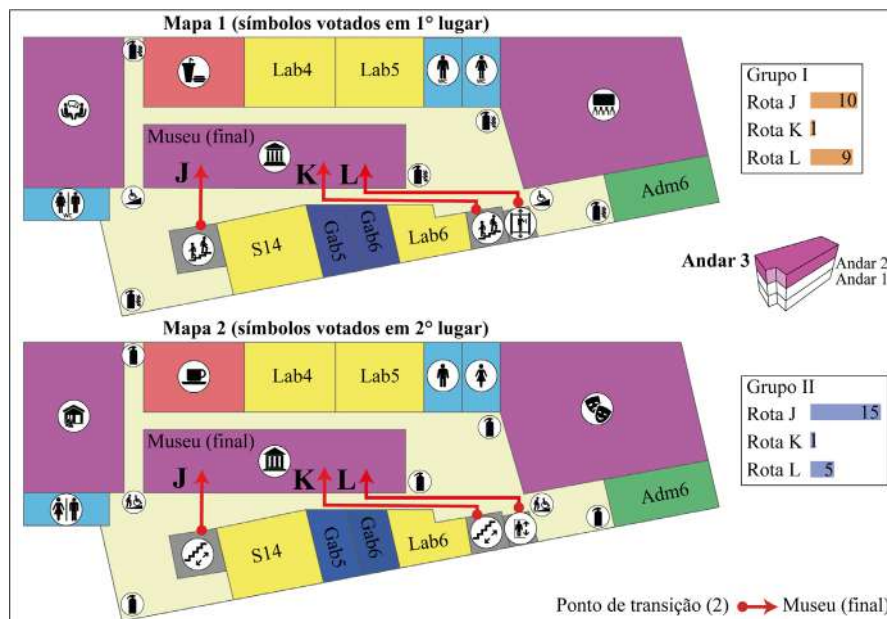 Mapa 1 (símbolos votados em 1° lugar)
Lab4
Lab5
WC
WC
Museu (final)
J
K
L
WC
Adm6
S14
Gab5
Gab6
Lab6
Grupo I
Rota J 10
Rota K 1
Rota L 9
Andar 3
Andar 2
Andar 1
Mapa 2 (símbolos votados em 2° lugar)
Lab4
Lab5
Museu (final)
J
K
L
Adm6
S14
Gab5
Gab6
Lab6
Grupo II
Rota J 15
Rota K 1
Rota L 5
Ponto de transição (2) Museu (final)